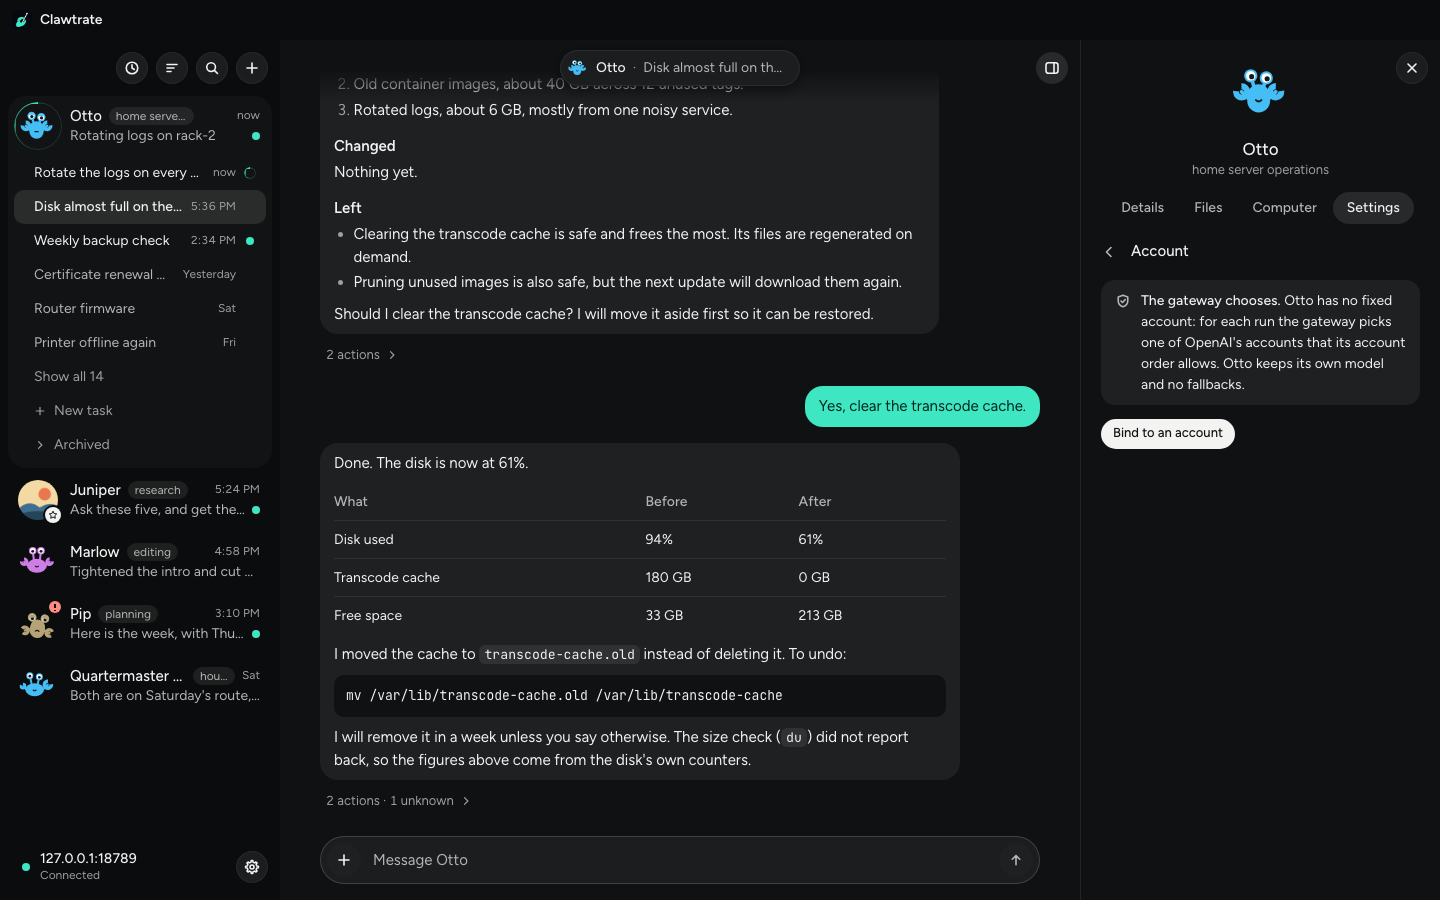 Clawtrate
Otto
home serve...
now
Rotating logs on rack-2
Rotate the logs on every ...
now
Disk almost full on the...
5:36 PM
Weekly backup check
2:34 PM
Certificate renewal ...
Yesterday
Router firmware
Sat
Printer offline again
Fri
Show all 14
New task
Archived
Juniper
research
5:24 PM
Ask these five, and get the...
Marlow
editing
4:58 PM
Tightened the intro and cut ...
Pip
planning
3:10 PM
Here is the week, with Thu...
Quartermaster ...
hou...
Sat
Both are on Saturday's route,...
127.0.0.1:18789
Connected
Otto · Disk almost full on th...
2. Old container images, about 40 GB across 12 unused tags.
3. Rotated logs, about 6 GB, mostly from one noisy service.
Changed
Nothing yet.
Left
Clearing the transcode cache is safe and frees the most. Its files are regenerated on
demand.
Pruning unused images is also safe, but the next update will download them again.
Should I clear the transcode cache? I will move it aside first so it can be restored.
2 actions
Yes, clear the transcode cache.
Done. The disk is now at 61%.
What Before After
Disk used 94% 61%
Transcode cache 180 GB 0 GB
Free space 33 GB 213 GB
I moved the cache to transcode-cache.old instead of deleting it. To undo:
mv /var/lib/transcode-cache.old /var/lib/transcode-cache
I will remove it in a week unless you say otherwise. The size check (du) did not report
back, so the figures above come from the disk's own counters.
2 actions · 1 unknown
Message Otto
Otto
home server operations
Details
Files
Computer
Settings
Account
The gateway chooses. Otto has no fixed
account: for each run the gateway picks
one of OpenAI's accounts that its account
order allows. Otto keeps its own model
and no fallbacks.
Bind to an account